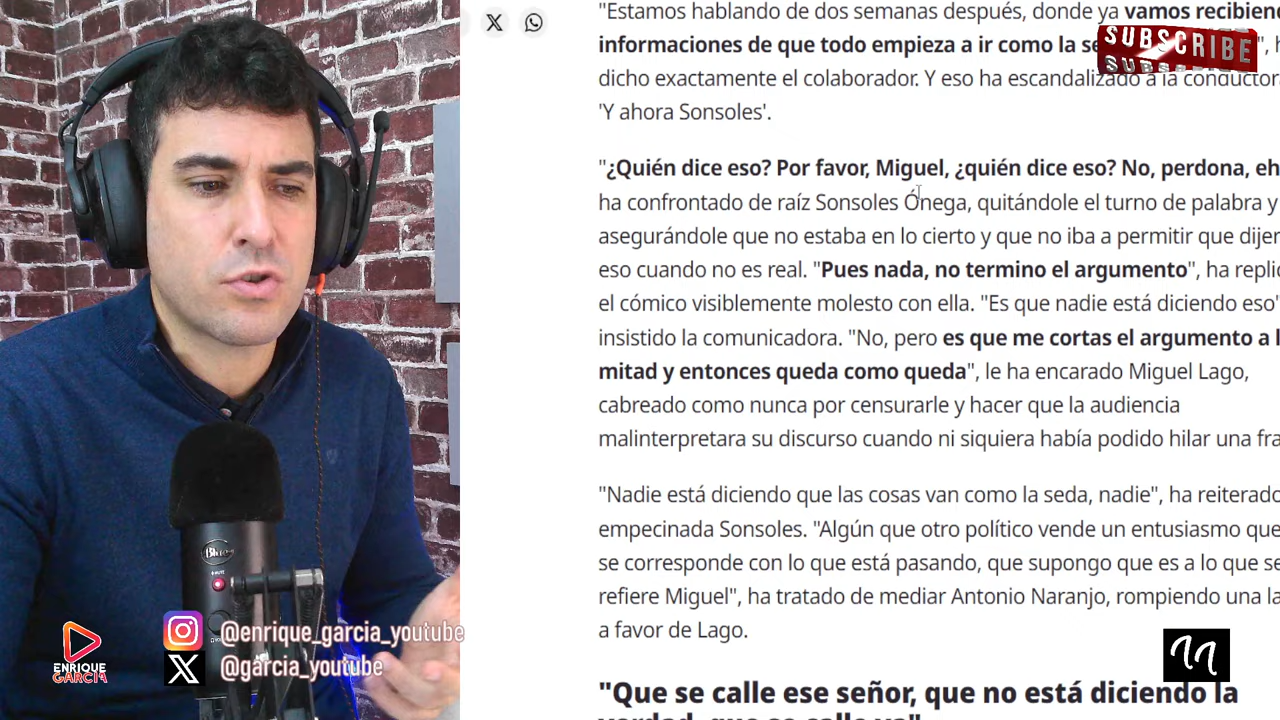 "Estamos hablando de dos semanas después, donde ya vamos recibiend
informaciones de que todo empieza a ir como la se
", h
dicho exactamente el colaborador. Y eso ha escandalizado a la conductora
'Y ahora Sonsoles'.
"¿Quién dice eso? Por favor, Miguel, ¿quién dice eso? No, perdona, eh
ha confrontado de raíz Sonsoles Ónega, quitándole el turno de palabra y
asegurándole que no estaba en lo cierto y que no iba a permitir que dijer
eso cuando no es real. "Pues nada, no termino el argumento", ha replic
el cómico visiblemente molesto con ella. "Es que nadie está diciendo eso"
insistido la comunicadora. "No, pero es que me cortas el argumento a l
mitad y entonces queda como queda", le ha encarado Miguel Lago,
cabreado como nunca por censurarle y hacer que la audiencia
malinterpretara su discurso cuando ni siquiera había podido hilar una fra
"Nadie está diciendo que las cosas van como la seda, nadie", ha reiterado
empecinada Sonsoles. "Algún que otro político vende un entusiasmo que
se corresponde con lo que está pasando, que supongo que es a lo que se
refiere Miguel", ha tratado de mediar Antonio Naranjo, rompiendo una la
a favor de Lago.
"Que se calle ese señor, que no está diciendo la
verdad, que se calle ya"
SUBSCRIBE
Blue
MUTE
ENRIQUE
GARCIA
@enrique_garcia_youtube
@garcia_youtube